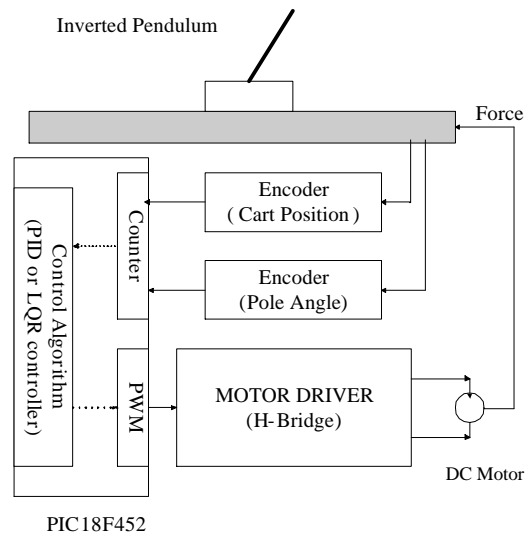 Inverted Pendulum
Force
Encoder
( Cart Position )
Counter
Control Algorithm
(PID or LQR controller)
Encoder
(Pole Angle)
PWM
MOTOR DRIVER
(H-Bridge)
DC Motor
PIC18F452